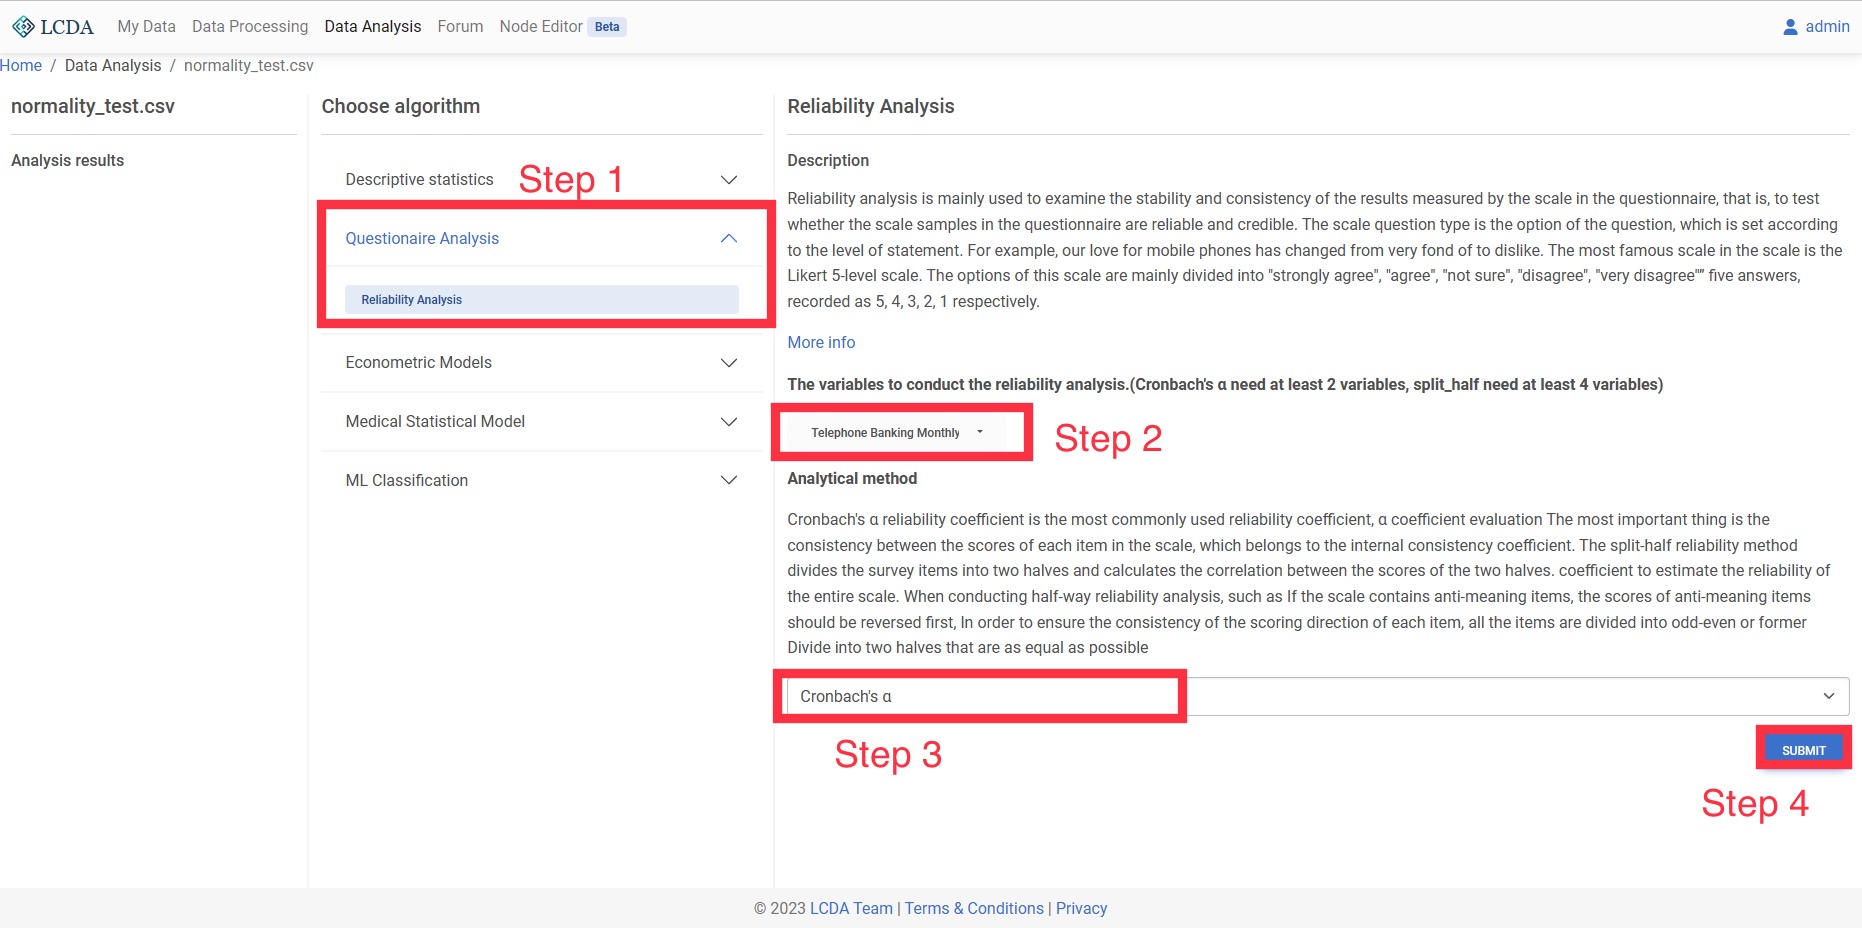 LCDA My Data Data Processing Data Analysis Forum Node Editor Beta admin
Home / Data Analysis / normality_test.csv
normality_test.csv
Analysis results
Choose algorithm
Descriptive statistics
Step 1
Questionaire Analysis
Reliability Analysis
Econometric Models
Medical Statistical Model
ML Classification
Reliability Analysis
Description
Reliability analysis is mainly used to examine the stability and consistency of the results measured by the scale in the questionnaire, that is, to test
whether the scale samples in the questionnaire are reliable and credible. The scale question type is the option of the question, which is set according
to the level of statement. For example, our love for mobile phones has changed from very fond of to dislike. The most famous scale in the scale is the
Likert 5-level scale. The options of this scale are mainly divided into "strongly agree", "agree", "not sure", "disagree", "very disagree"” five answers,
recorded as 5, 4, 3, 2, 1 respectively.
More info
The variables to conduct the reliability analysis.(Cronbach's α need at least 2 variables, split_half need at least 4 variables)
Telephone Banking Monthly
Step 2
Analytical method
Cronbach's α reliability coefficient is the most commonly used reliability coefficient, α coefficient evaluation The most important thing is the
consistency between the scores of each item in the scale, which belongs to the internal consistency coefficient. The split-half reliability method
divides the survey items into two halves and calculates the correlation between the scores of the two halves. coefficient to estimate the reliability of
the entire scale. When conducting half-way reliability analysis, such as If the scale contains anti-meaning items, the scores of anti-meaning items
should be reversed first, In order to ensure the consistency of the scoring direction of each item, all the items are divided into odd-even or former
Divide into two halves that are as equal as possible
Cronbach's α
Step 3
SUBMIT
Step 4
© 2023 LCDA Team | Terms & Conditions | Privacy